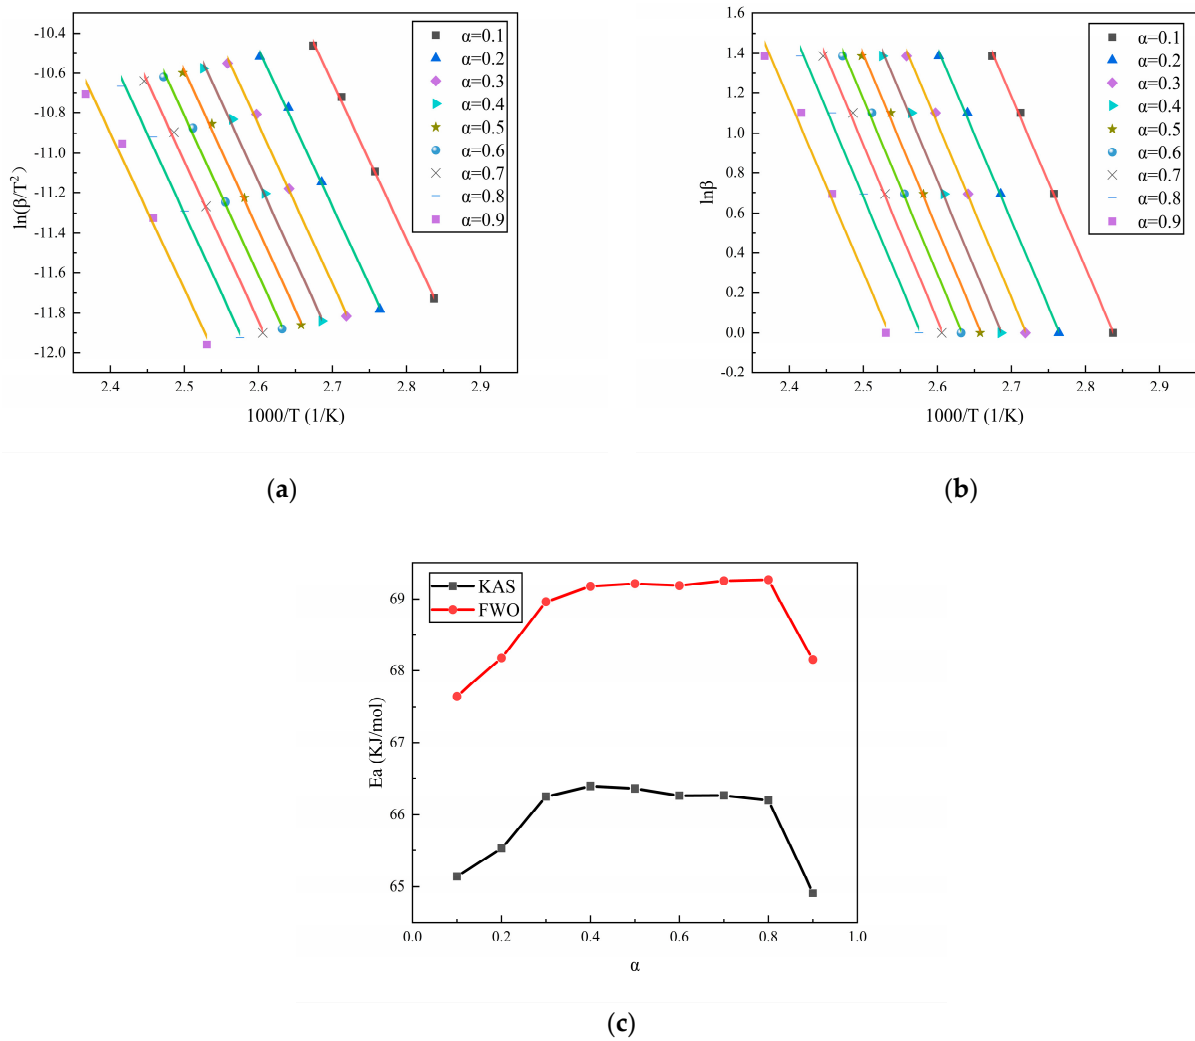 -10.4
-10.6
-10.8
-11.0
-11.2
-11.4
-11.6
-11.8
-12.0
ln(β/T²)
2.4 2.5 2.6 2.7 2.8 2.9
1000/T (1/K)
α=0.1
α=0.2
α=0.3
α=0.4
α=0.5
α=0.6
α=0.7
α=0.8
α=0.9
(a)
1.6
1.4
1.2
1.0
0.8
0.6
0.4
0.2
0.0
-0.2
lnβ
2.4 2.5 2.6 2.7 2.8 2.9
1000/T (1/K)
α−0.1
α=0.2
α=0.3
α=0.4
α=0.5
α=0.6
α=0.7
α=0.8
α=0.9
(b)
KAS
FWO
69
68
67
66
65
Ea (KJ/mol)
0.0 0.2 0.4 0.6 0.8 1.0
α
(c)